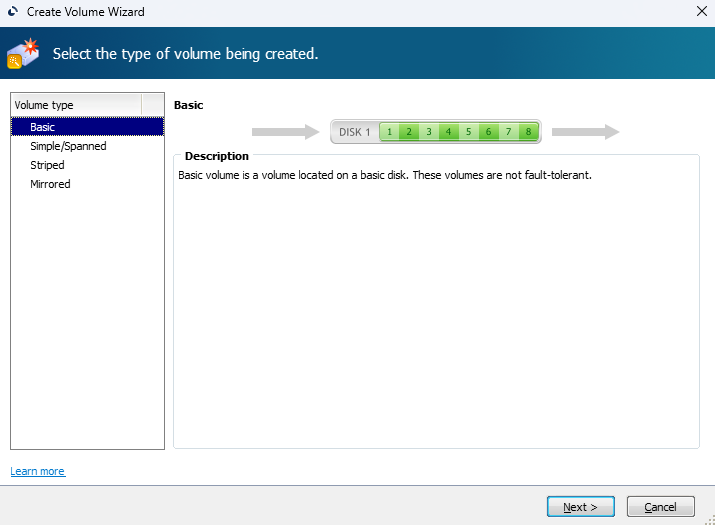 Create Volume Wizard
Select the type of volume being created.
Volume type
Basic
Simple/Spanned
Striped
Mirrored
Basic
DISK 1 1 2 3 4 5 6 7 8
Description
Basic volume is a volume located on a basic disk. These volumes are not fault-tolerant.
Learn more
Next >
Cancel